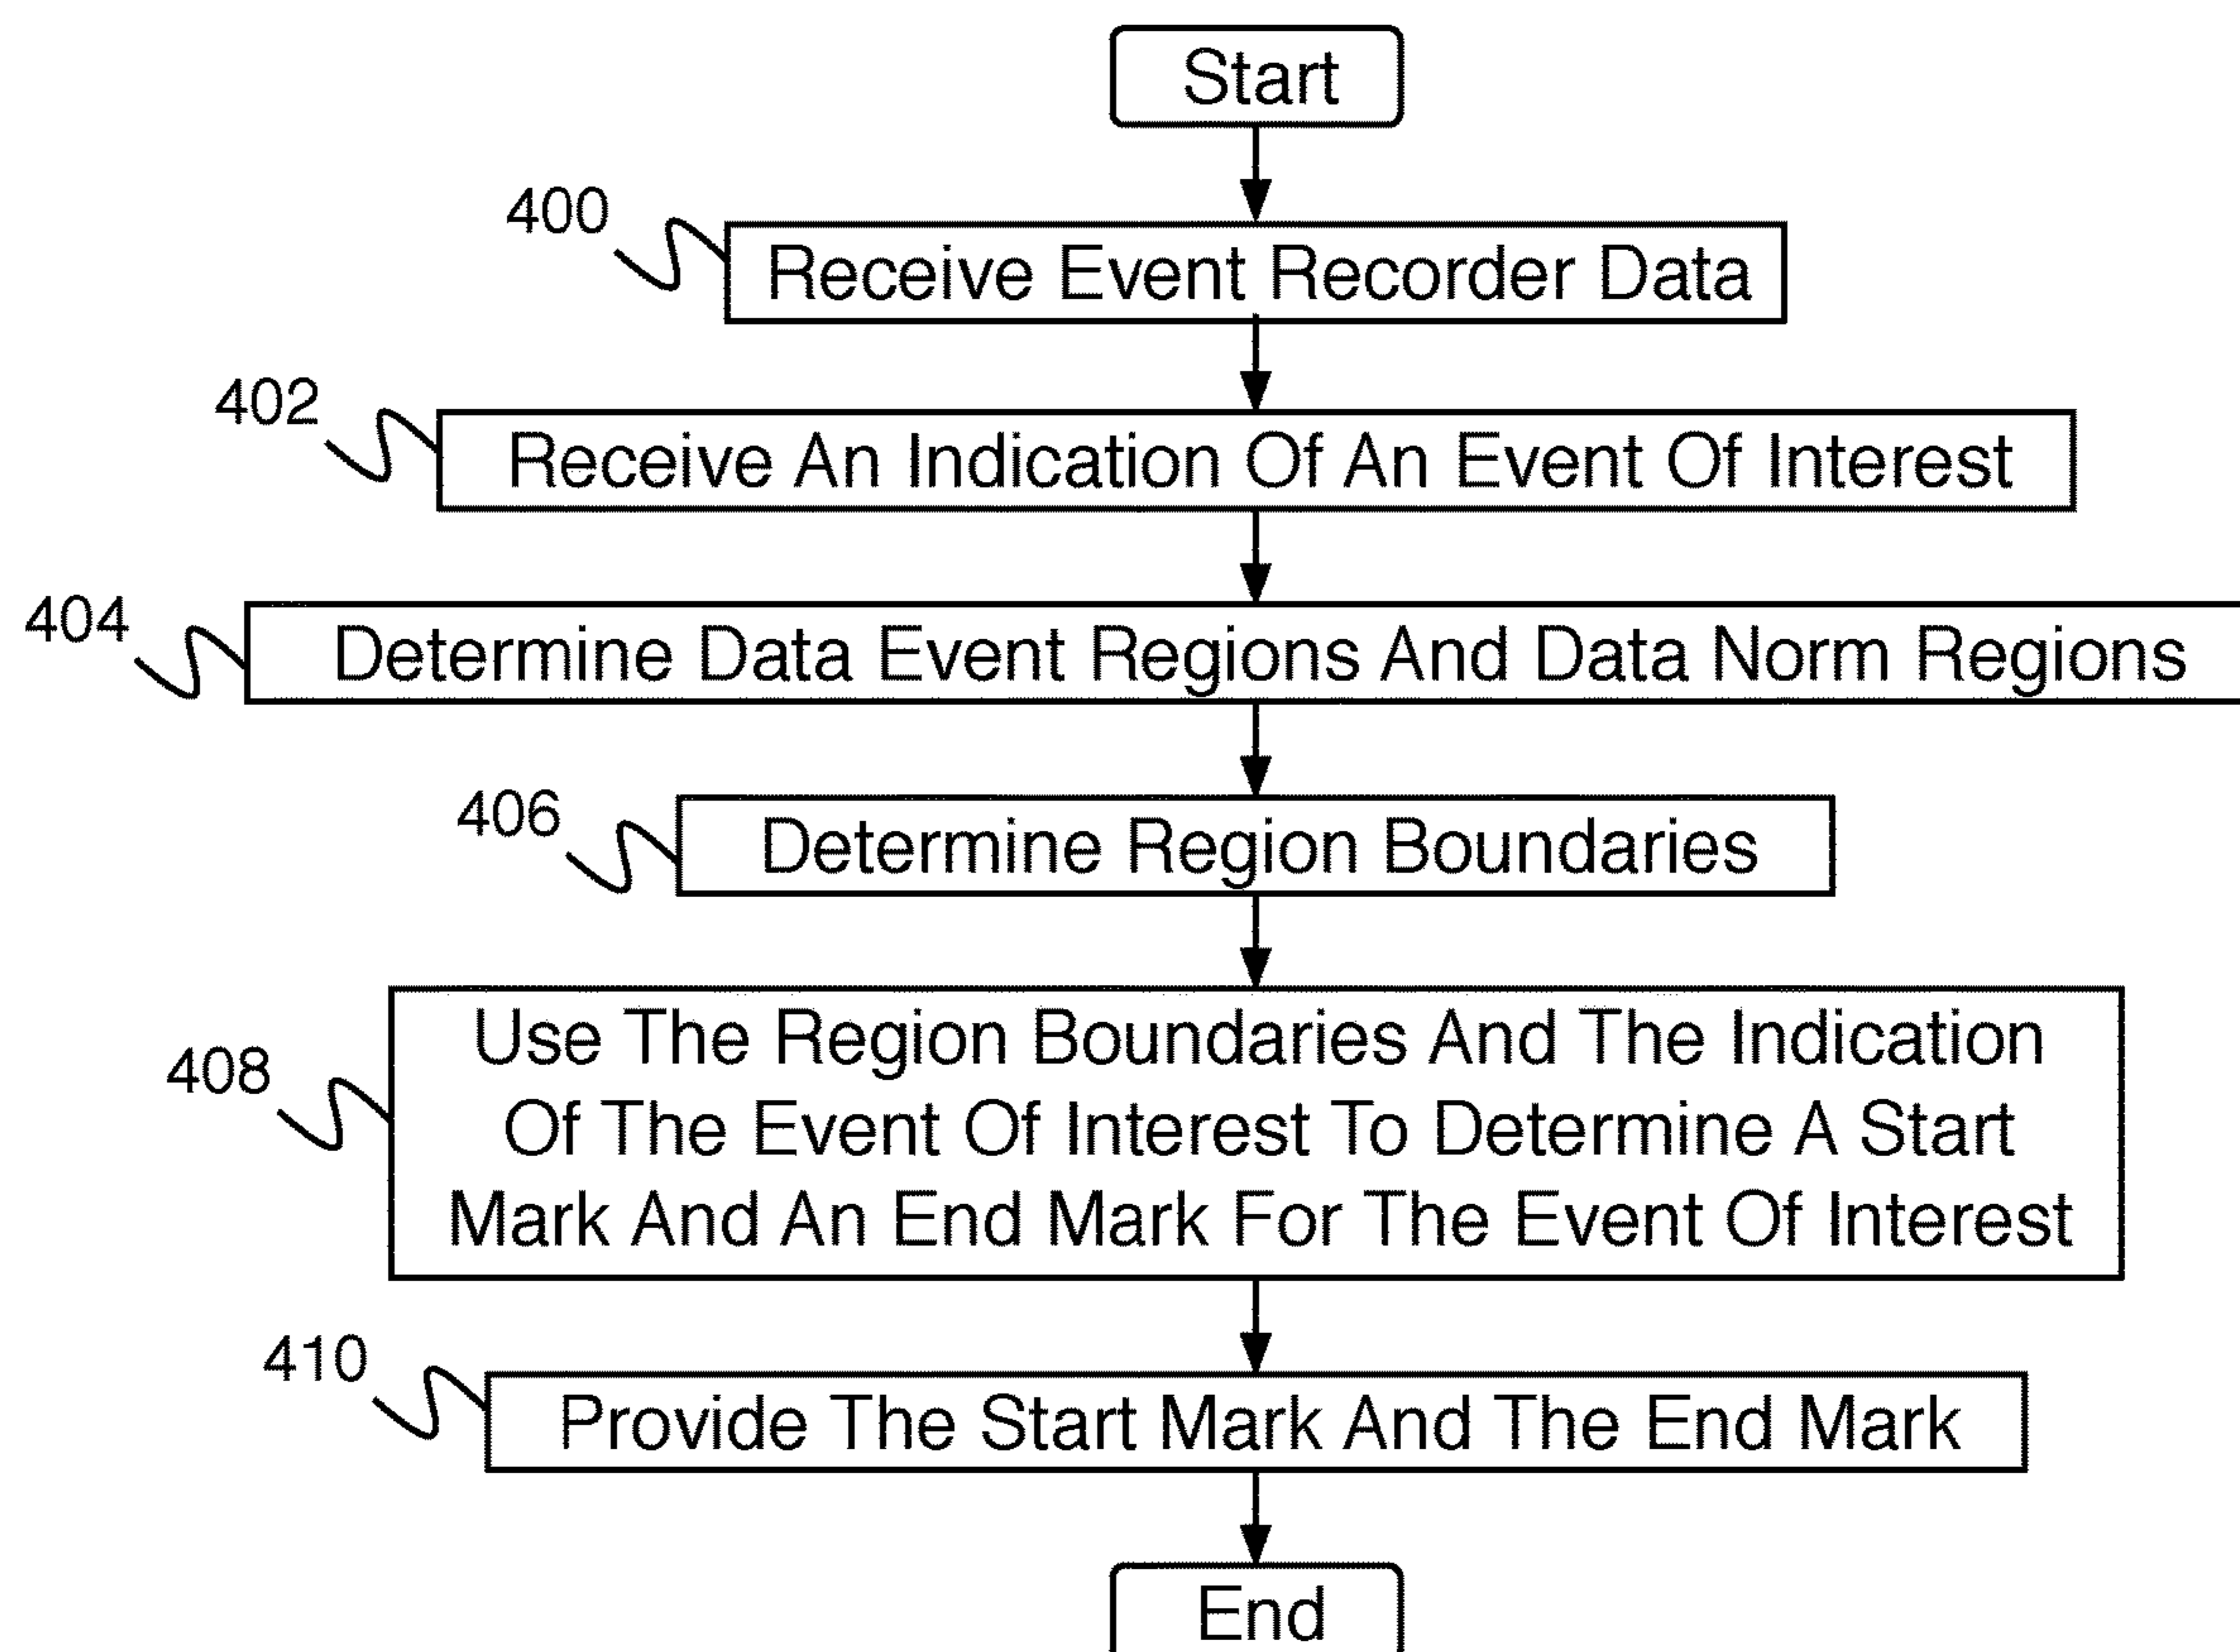 Start
400
Receive Event Recorder Data
402
Receive An Indication Of An Event Of Interest
404
Determine Data Event Regions And Data Norm Regions
406
Determine Region Boundaries
408
Use The Region Boundaries And The Indication
Of The Event Of Interest To Determine A Start
Mark And An End Mark For The Event Of Interest
410
Provide The Start Mark And The End Mark
End